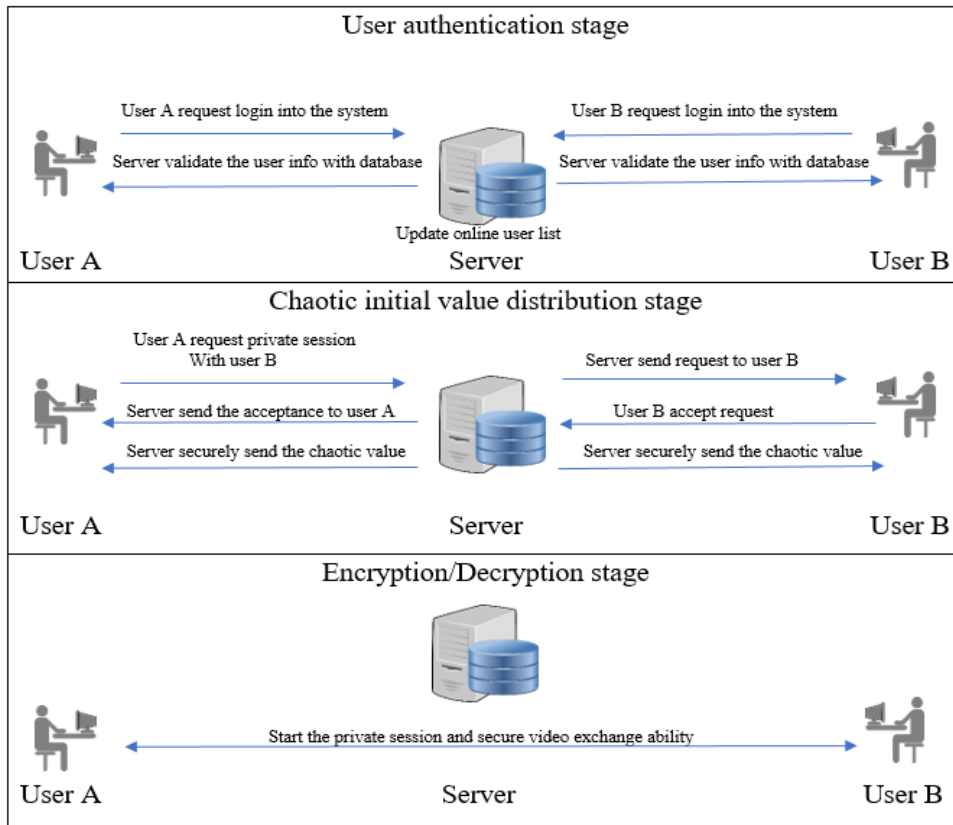 User authentication stage
User A request login into the system
User B request login into the system
Server validate the user info with database
Server validate the user info with database
Update online user list
User A
Server
User B
Chaotic initial value distribution stage
User A request private session
With user B
Server send request to user B
Server send the acceptance to user A
User B accept request
Server securely send the chaotic value
Server securely send the chaotic value
User A
Server
User B
Encryption/Decryption stage
Start the private session and secure video exchange ability
User A
Server
User B